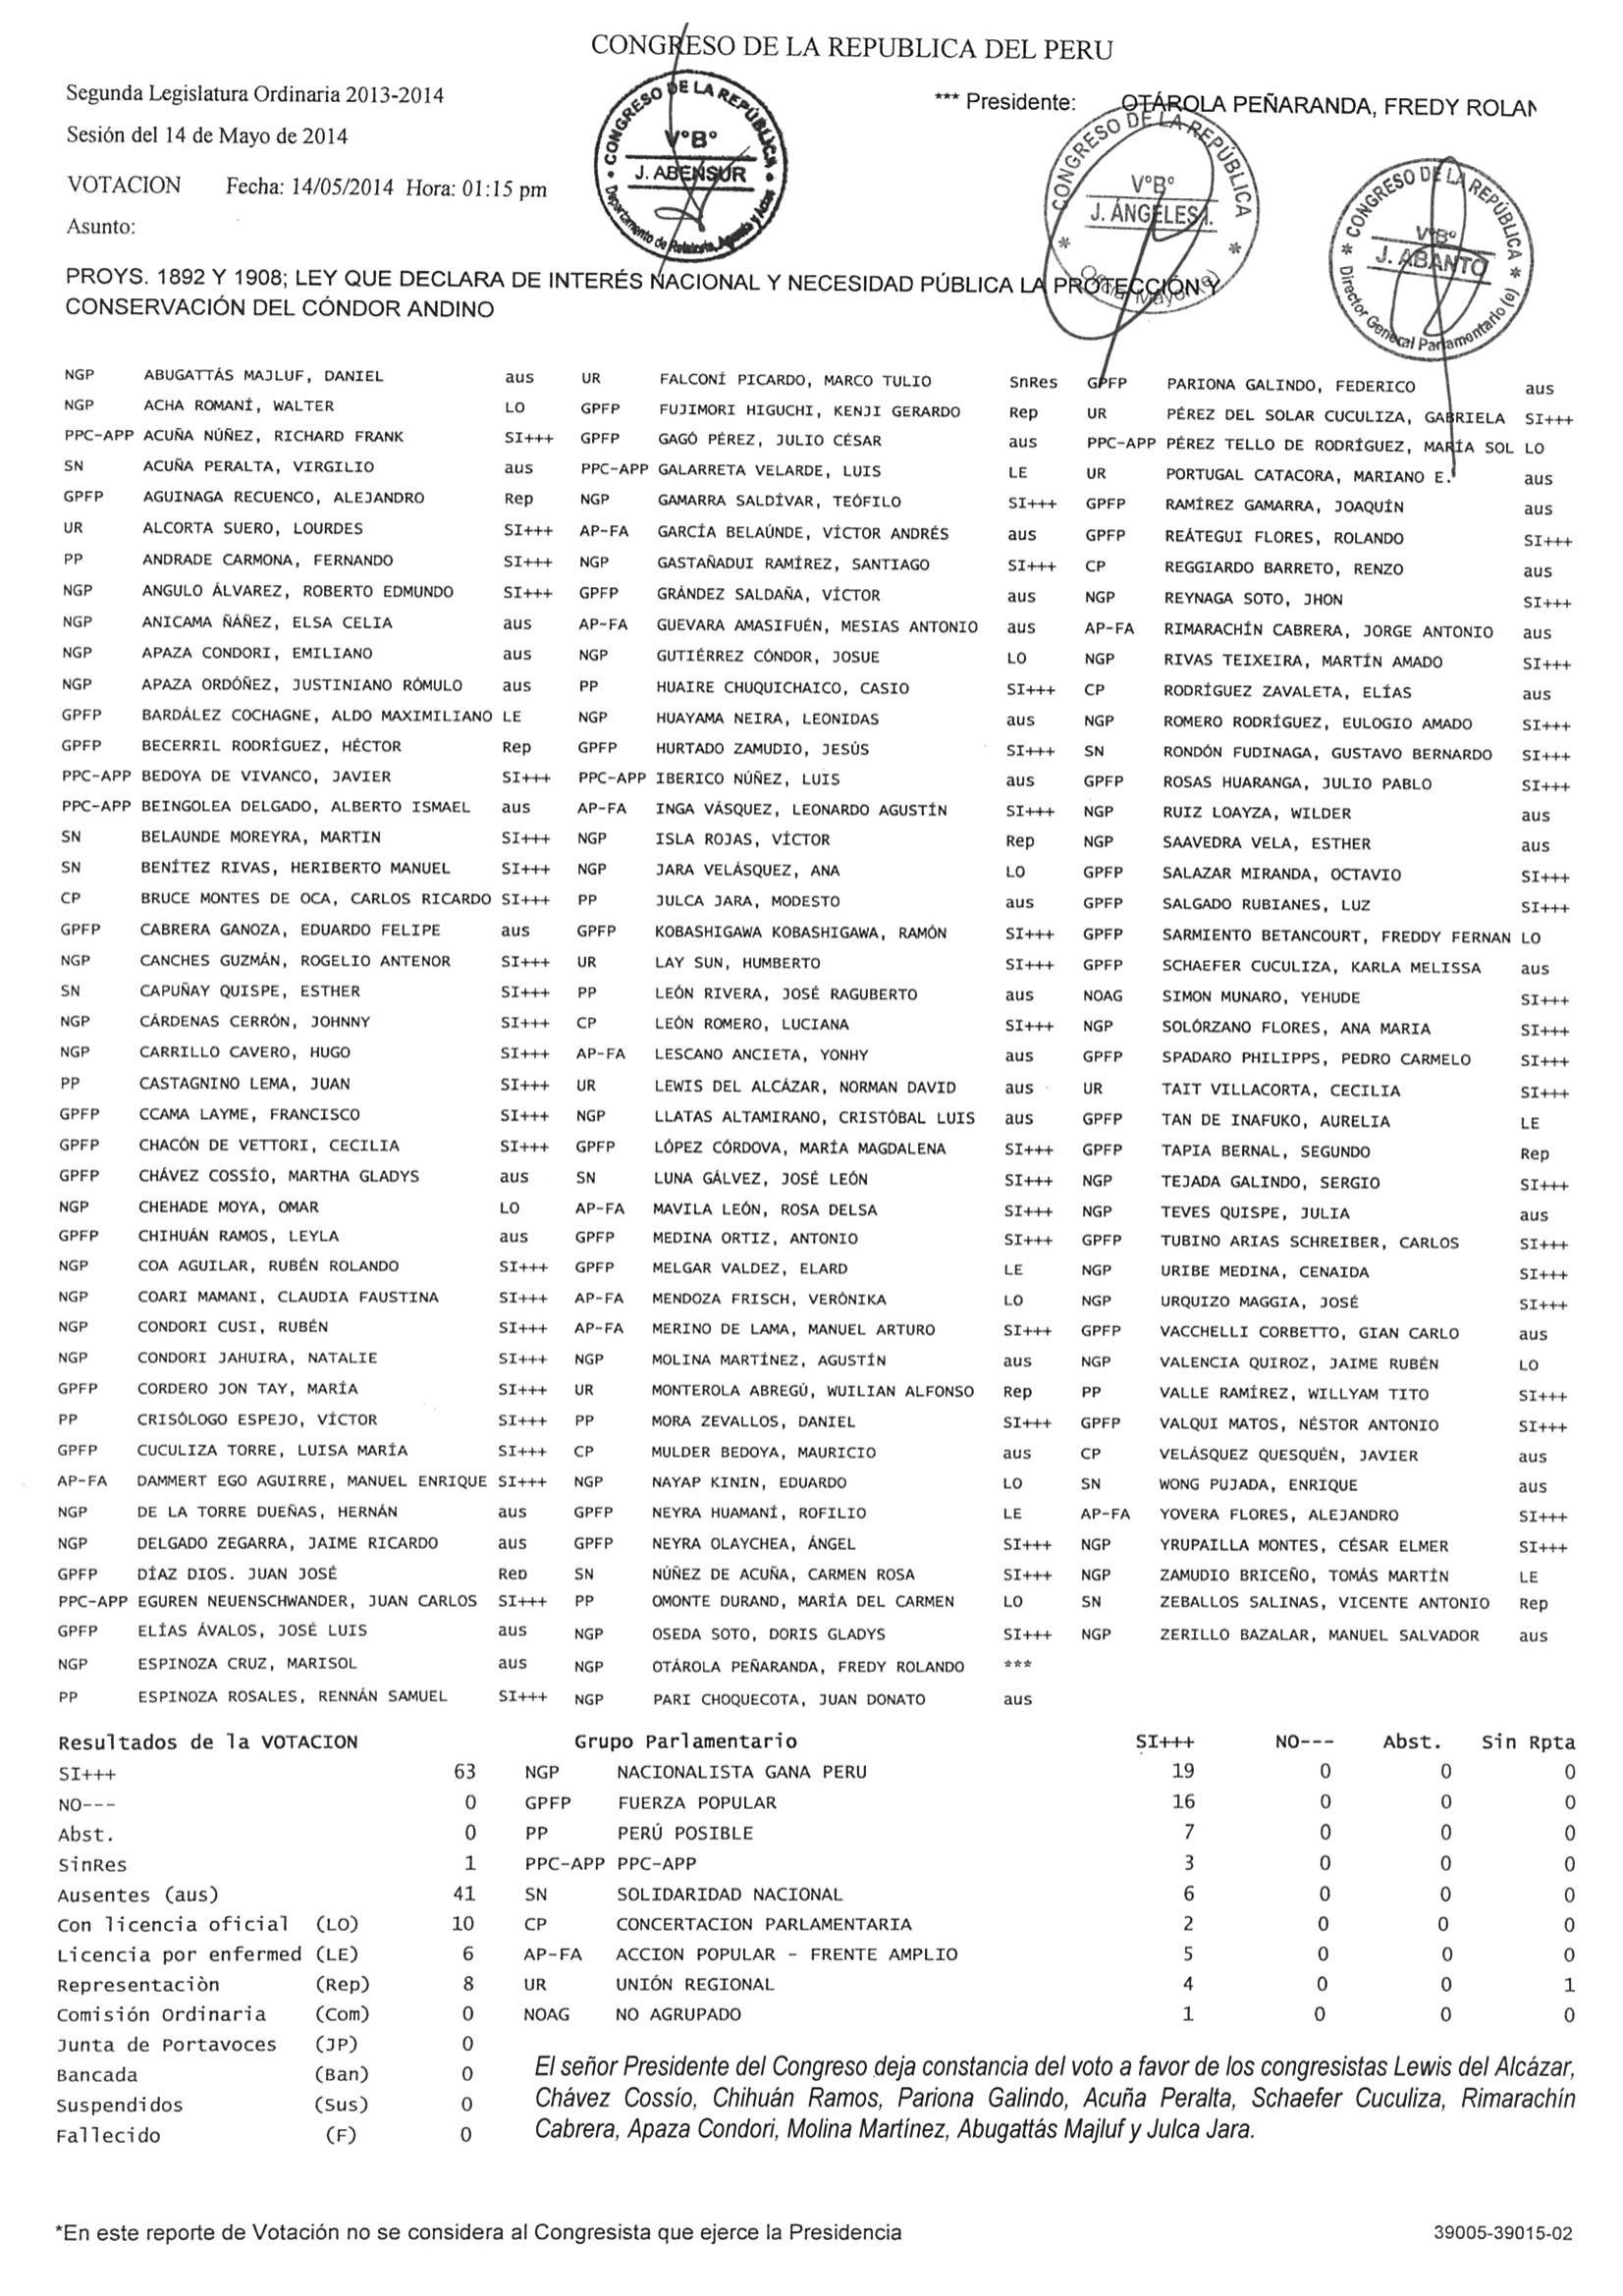 CONGRESO DE LA REPUBLICA DEL PERU
Segunda Legislatura Ordinaria 2013-2014
*** Presidente: OTÁROLA PEÑARANDA, FREDY ROLAN
Sesión del 14 de Mayo de 2014
VOTACION Fecha: 14/05/2014 Hora: 01:15 pm
Asunto:
CONGRESO DE LA REPÚBLICA
V°B°
J. ABENSUR
Departamento de Relatoría, Agenda y Actas
CONGRESO DE LA REPÚBLICA
V°B°
J. ÁNGELES I.
Oficial Mayor (e)
CONGRESO DE LA REPÚBLICA
V°B°
J. ABANTO
Director General Parlamentario (e)
PROYS. 1892 Y 1908; LEY QUE DECLARA DE INTERÉS NACIONAL Y NECESIDAD PÚBLICA LA PROTECCIÓN Y
CONSERVACIÓN DEL CÓNDOR ANDINO
NGP ABUGATTÁS MAJLUF, DANIEL aus UR FALCONÍ PICARDO, MARCO TULIO SnRes GPFP PARIONA GALINDO, FEDERICO aus
NGP ACHA ROMANÍ, WALTER LO GPFP FUJIMORI HIGUCHI, KENJI GERARDO Rep UR PÉREZ DEL SOLAR CUCULIZA, GABRIELA SI+++
PPC-APP ACUÑA NÚÑEZ, RICHARD FRANK SI+++ GPFP GAGÓ PÉREZ, JULIO CÉSAR aus PPC-APP PÉREZ TELLO DE RODRÍGUEZ, MARÍA SOL LO
SN ACUÑA PERALTA, VIRGILIO aus PPC-APP GALARRETA VELARDE, LUIS LE UR PORTUGAL CATACORA, MARIANO E. aus
GPFP AGUINAGA RECUENCO, ALEJANDRO Rep NGP GAMARRA SALDÍVAR, TEÓFILO SI+++ GPFP RAMÍREZ GAMARRA, JOAQUÍN aus
UR ALCORTA SUERO, LOURDES SI+++ AP-FA GARCÍA BELAÚNDE, VÍCTOR ANDRÉS aus GPFP REÁTEGUI FLORES, ROLANDO SI+++
PP ANDRADE CARMONA, FERNANDO SI+++ NGP GASTAÑADUI RAMÍREZ, SANTIAGO SI+++ CP REGGIARDO BARRETO, RENZO aus
NGP ANGULO ÁLVAREZ, ROBERTO EDMUNDO SI+++ GPFP GRÁNDEZ SALDAÑA, VÍCTOR aus NGP REYNAGA SOTO, JHON SI+++
NGP ANICAMA ÑÁÑEZ, ELSA CELIA aus AP-FA GUEVARA AMASIFUÉN, MESIAS ANTONIO aus AP-FA RIMARACHÍN CABRERA, JORGE ANTONIO aus
NGP APAZA CONDORI, EMILIANO aus NGP GUTIÉRREZ CÓNDOR, JOSUE LO NGP RIVAS TEIXEIRA, MARTÍN AMADO SI+++
NGP APAZA ORDÓÑEZ, JUSTINIANO RÓMULO aus PP HUAIRE CHUQUICHAICO, CASIO SI+++ CP RODRÍGUEZ ZAVALETA, ELÍAS aus
GPFP BARDÁLEZ COCHAGNE, ALDO MAXIMILIANO LE NGP HUAYAMA NEIRA, LEONIDAS aus NGP ROMERO RODRÍGUEZ, EULOGIO AMADO SI+++
GPFP BECERRIL RODRÍGUEZ, HÉCTOR Rep GPFP HURTADO ZAMUDIO, JESÚS SI+++ SN RONDÓN FUDINAGA, GUSTAVO BERNARDO SI+++
PPC-APP BEDOYA DE VIVANCO, JAVIER SI+++ PPC-APP IBERICO NÚÑEZ, LUIS aus GPFP ROSAS HUARANGA, JULIO PABLO SI+++
PPC-APP BEINGOLEA DELGADO, ALBERTO ISMAEL aus AP-FA INGA VÁSQUEZ, LEONARDO AGUSTÍN SI+++ NGP RUIZ LOAYZA, WILDER aus
SN BELAUNDE MOREYRA, MARTIN SI+++ NGP ISLA ROJAS, VÍCTOR Rep NGP SAAVEDRA VELA, ESTHER aus
SN BENÍTEZ RIVAS, HERIBERTO MANUEL SI+++ NGP JARA VELÁSQUEZ, ANA LO GPFP SALAZAR MIRANDA, OCTAVIO SI+++
CP BRUCE MONTES DE OCA, CARLOS RICARDO SI+++ PP JULCA JARA, MODESTO aus GPFP SALGADO RUBIANES, LUZ SI+++
GPFP CABRERA GANOZA, EDUARDO FELIPE aus GPFP KOBASHIGAWA KOBASHIGAWA, RAMÓN SI+++ GPFP SARMIENTO BETANCOURT, FREDDY FERNAN LO
NGP CANCHES GUZMÁN, ROGELIO ANTENOR SI+++ UR LAY SUN, HUMBERTO SI+++ GPFP SCHAEFER CUCULIZA, KARLA MELISSA aus
SN CAPUÑAY QUISPE, ESTHER SI+++ PP LEÓN RIVERA, JOSÉ RAGUBERTO aus NOAG SIMON MUNARO, YEHUDE SI+++
NGP CÁRDENAS CERRÓN, JOHNNY SI+++ CP LEÓN ROMERO, LUCIANA SI+++ NGP SOLÓRZANO FLORES, ANA MARIA SI+++
NGP CARRILLO CAVERO, HUGO SI+++ AP-FA LESCANO ANCIETA, YONHY aus GPFP SPADARO PHILIPPS, PEDRO CARMELO SI+++
PP CASTAGNINO LEMA, JUAN SI+++ UR LEWIS DEL ALCÁZAR, NORMAN DAVID aus UR TAIT VILLACORTA, CECILIA SI+++
GPFP CCAMA LAYME, FRANCISCO SI+++ NGP LLATAS ALTAMIRANO, CRISTÓBAL LUIS aus GPFP TAN DE INAFUKO, AURELIA LE
GPFP CHACÓN DE VETTORI, CECILIA SI+++ GPFP LÓPEZ CÓRDOVA, MARÍA MAGDALENA SI+++ GPFP TAPIA BERNAL, SEGUNDO Rep
GPFP CHÁVEZ COSSÍO, MARTHA GLADYS aus SN LUNA GÁLVEZ, JOSÉ LEÓN SI+++ NGP TEJADA GALINDO, SERGIO SI+++
NGP CHEHADE MOYA, OMAR LO AP-FA MAVILA LEÓN, ROSA DELSA SI+++ NGP TEVES QUISPE, JULIA aus
GPFP CHIHUÁN RAMOS, LEYLA aus GPFP MEDINA ORTIZ, ANTONIO SI+++ GPFP TUBINO ARIAS SCHREIBER, CARLOS SI+++
NGP COA AGUILAR, RUBÉN ROLANDO SI+++ GPFP MELGAR VALDEZ, ELARD LE NGP URIBE MEDINA, CENAIDA SI+++
NGP COARI MAMANI, CLAUDIA FAUSTINA SI+++ AP-FA MENDOZA FRISCH, VERÓNIKA LO NGP URQUIZO MAGGIA, JOSÉ SI+++
NGP CONDORI CUSI, RUBÉN SI+++ AP-FA MERINO DE LAMA, MANUEL ARTURO SI+++ GPFP VACCHELLI CORBETTO, GIAN CARLO aus
NGP CONDORI JAHUIRA, NATALIE SI+++ NGP MOLINA MARTÍNEZ, AGUSTÍN aus NGP VALENCIA QUIROZ, JAIME RUBÉN LO
GPFP CORDERO JON TAY, MARÍA SI+++ UR MONTEROLA ABREGÚ, WUILIAN ALFONSO Rep PP VALLE RAMÍREZ, WILLYAM TITO SI+++
PP CRISÓLOGO ESPEJO, VÍCTOR SI+++ PP MORA ZEVALLOS, DANIEL SI+++ GPFP VALQUI MATOS, NÉSTOR ANTONIO SI+++
GPFP CUCULIZA TORRE, LUISA MARÍA SI+++ CP MULDER BEDOYA, MAURICIO aus CP VELÁSQUEZ QUESQUÉN, JAVIER aus
AP-FA DAMMERT EGO AGUIRRE, MANUEL ENRIQUE SI+++ NGP NAYAP KININ, EDUARDO LO SN WONG PUJADA, ENRIQUE aus
NGP DE LA TORRE DUEÑAS, HERNÁN aus GPFP NEYRA HUAMANÍ, ROFILIO LE AP-FA YOVERA FLORES, ALEJANDRO SI+++
NGP DELGADO ZEGARRA, JAIME RICARDO aus GPFP NEYRA OLAYCHEA, ÁNGEL SI+++ NGP YRUPAILLA MONTES, CÉSAR ELMER SI+++
GPFP DÍAZ DIOS. JUAN JOSÉ Rep SN NÚÑEZ DE ACUÑA, CARMEN ROSA SI+++ NGP ZAMUDIO BRICEÑO, TOMÁS MARTÍN LE
PPC-APP EGUREN NEUENSCHWANDER, JUAN CARLOS SI+++ PP OMONTE DURAND, MARÍA DEL CARMEN LO SN ZEBALLOS SALINAS, VICENTE ANTONIO Rep
GPFP ELÍAS ÁVALOS, JOSÉ LUIS aus NGP OSEDA SOTO, DORIS GLADYS SI+++ NGP ZERILLO BAZALAR, MANUEL SALVADOR aus
NGP ESPINOZA CRUZ, MARISOL aus NGP OTÁROLA PEÑARANDA, FREDY ROLANDO ***
PP ESPINOZA ROSALES, RENNÁN SAMUEL SI+++ NGP PARI CHOQUECOTA, JUAN DONATO aus
Resultados de la VOTACION Grupo Parlamentario SI+++ NO--- Abst. Sin Rpta
SI+++ 63 NGP NACIONALISTA GANA PERU 19 0 0 0
NO--- 0 GPFP FUERZA POPULAR 16 0 0 0
Abst. 0 PP PERÚ POSIBLE 7 0 0 0
SinRes 1 PPC-APP PPC-APP 3 0 0 0
Ausentes (aus) 41 SN SOLIDARIDAD NACIONAL 6 0 0 0
Con licencia oficial (LO) 10 CP CONCERTACION PARLAMENTARIA 2 0 0 0
Licencia por enfermed (LE) 6 AP-FA ACCION POPULAR - FRENTE AMPLIO 5 0 0 0
Representaciòn (Rep) 8 UR UNIÓN REGIONAL 4 0 0 1
Comisión Ordinaria (Com) 0 NOAG NO AGRUPADO 1 0 0 0
Junta de Portavoces (JP) 0
Bancada (Ban) 0
Suspendidos (Sus) 0
Fallecido (F) 0
El señor Presidente del Congreso deja constancia del voto a favor de los congresistas Lewis del Alcázar,
Chávez Cossío, Chihuán Ramos, Pariona Galindo, Acuña Peralta, Schaefer Cuculiza, Rimarachín
Cabrera, Apaza Condori, Molina Martínez, Abugattás Majluf y Julca Jara.
*En este reporte de Votación no se considera al Congresista que ejerce la Presidencia 39005-39015-02